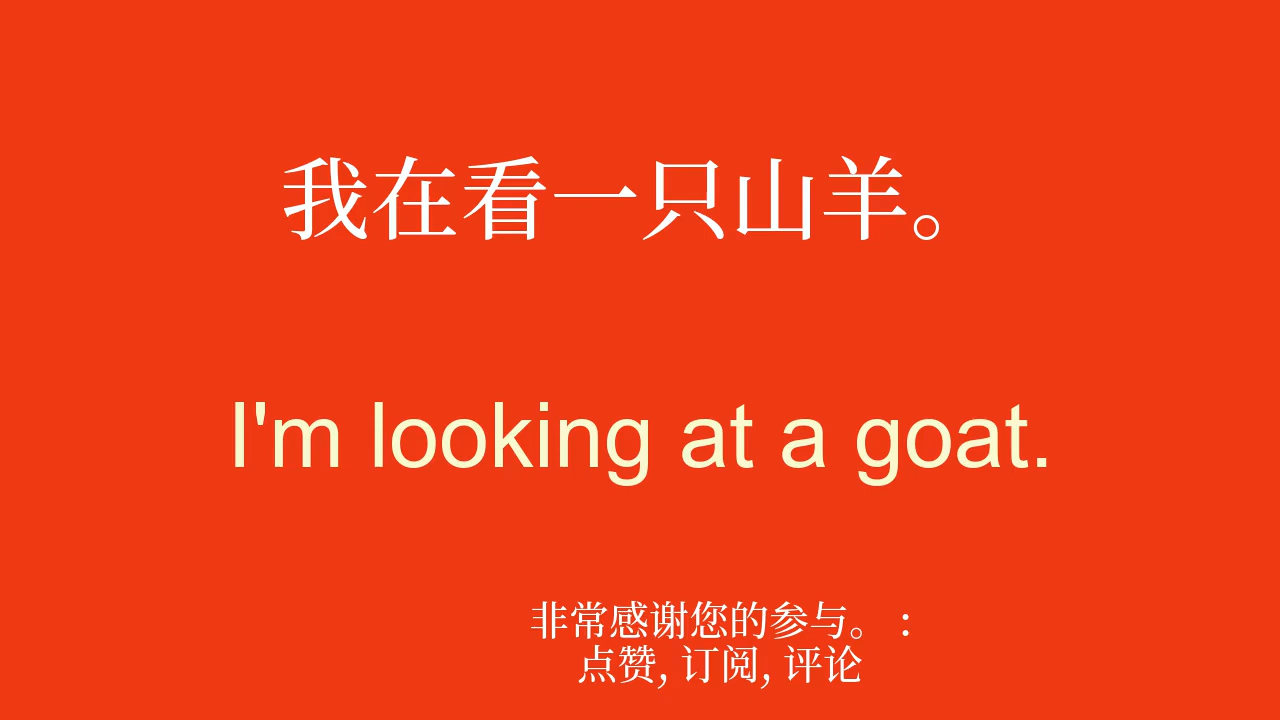 我在看一只山羊。
I'm looking at a goat.
非常感谢您的参与。 :
点赞, 订阅, 评论